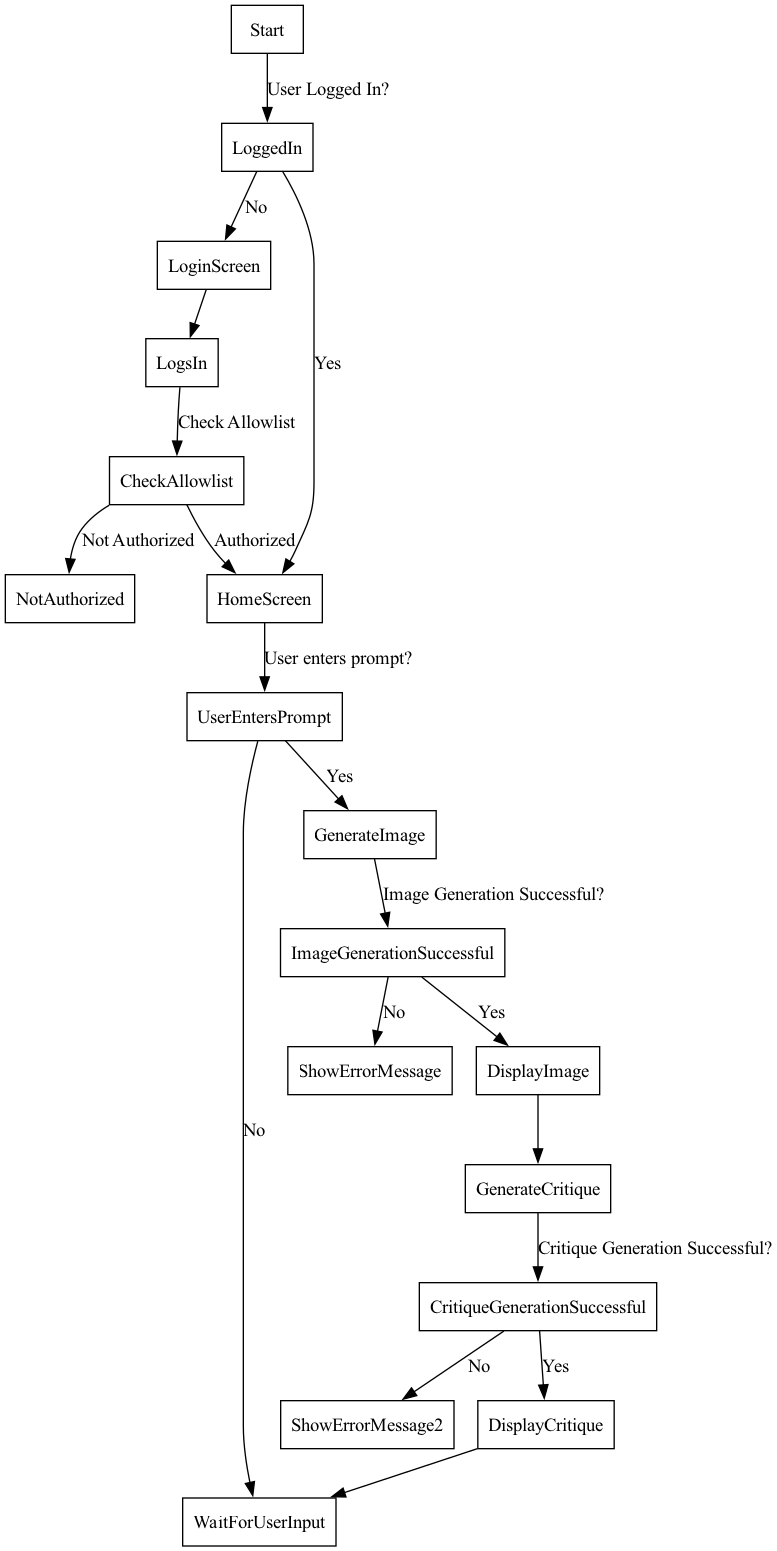 Start
User Logged In?
LoggedIn
No
LoginScreen
LogsIn
Yes
Check Allowlist
CheckAllowlist
Not Authorized
Authorized
NotAuthorized
HomeScreen
User enters prompt?
UserEntersPrompt
Yes
GenerateImage
Image Generation Successful?
ImageGenerationSuccessful
No
Yes
ShowErrorMessage
DisplayImage
No
GenerateCritique
Critique Generation Successful?
CritiqueGenerationSuccessful
No
Yes
ShowErrorMessage2
DisplayCritique
WaitForUserInput